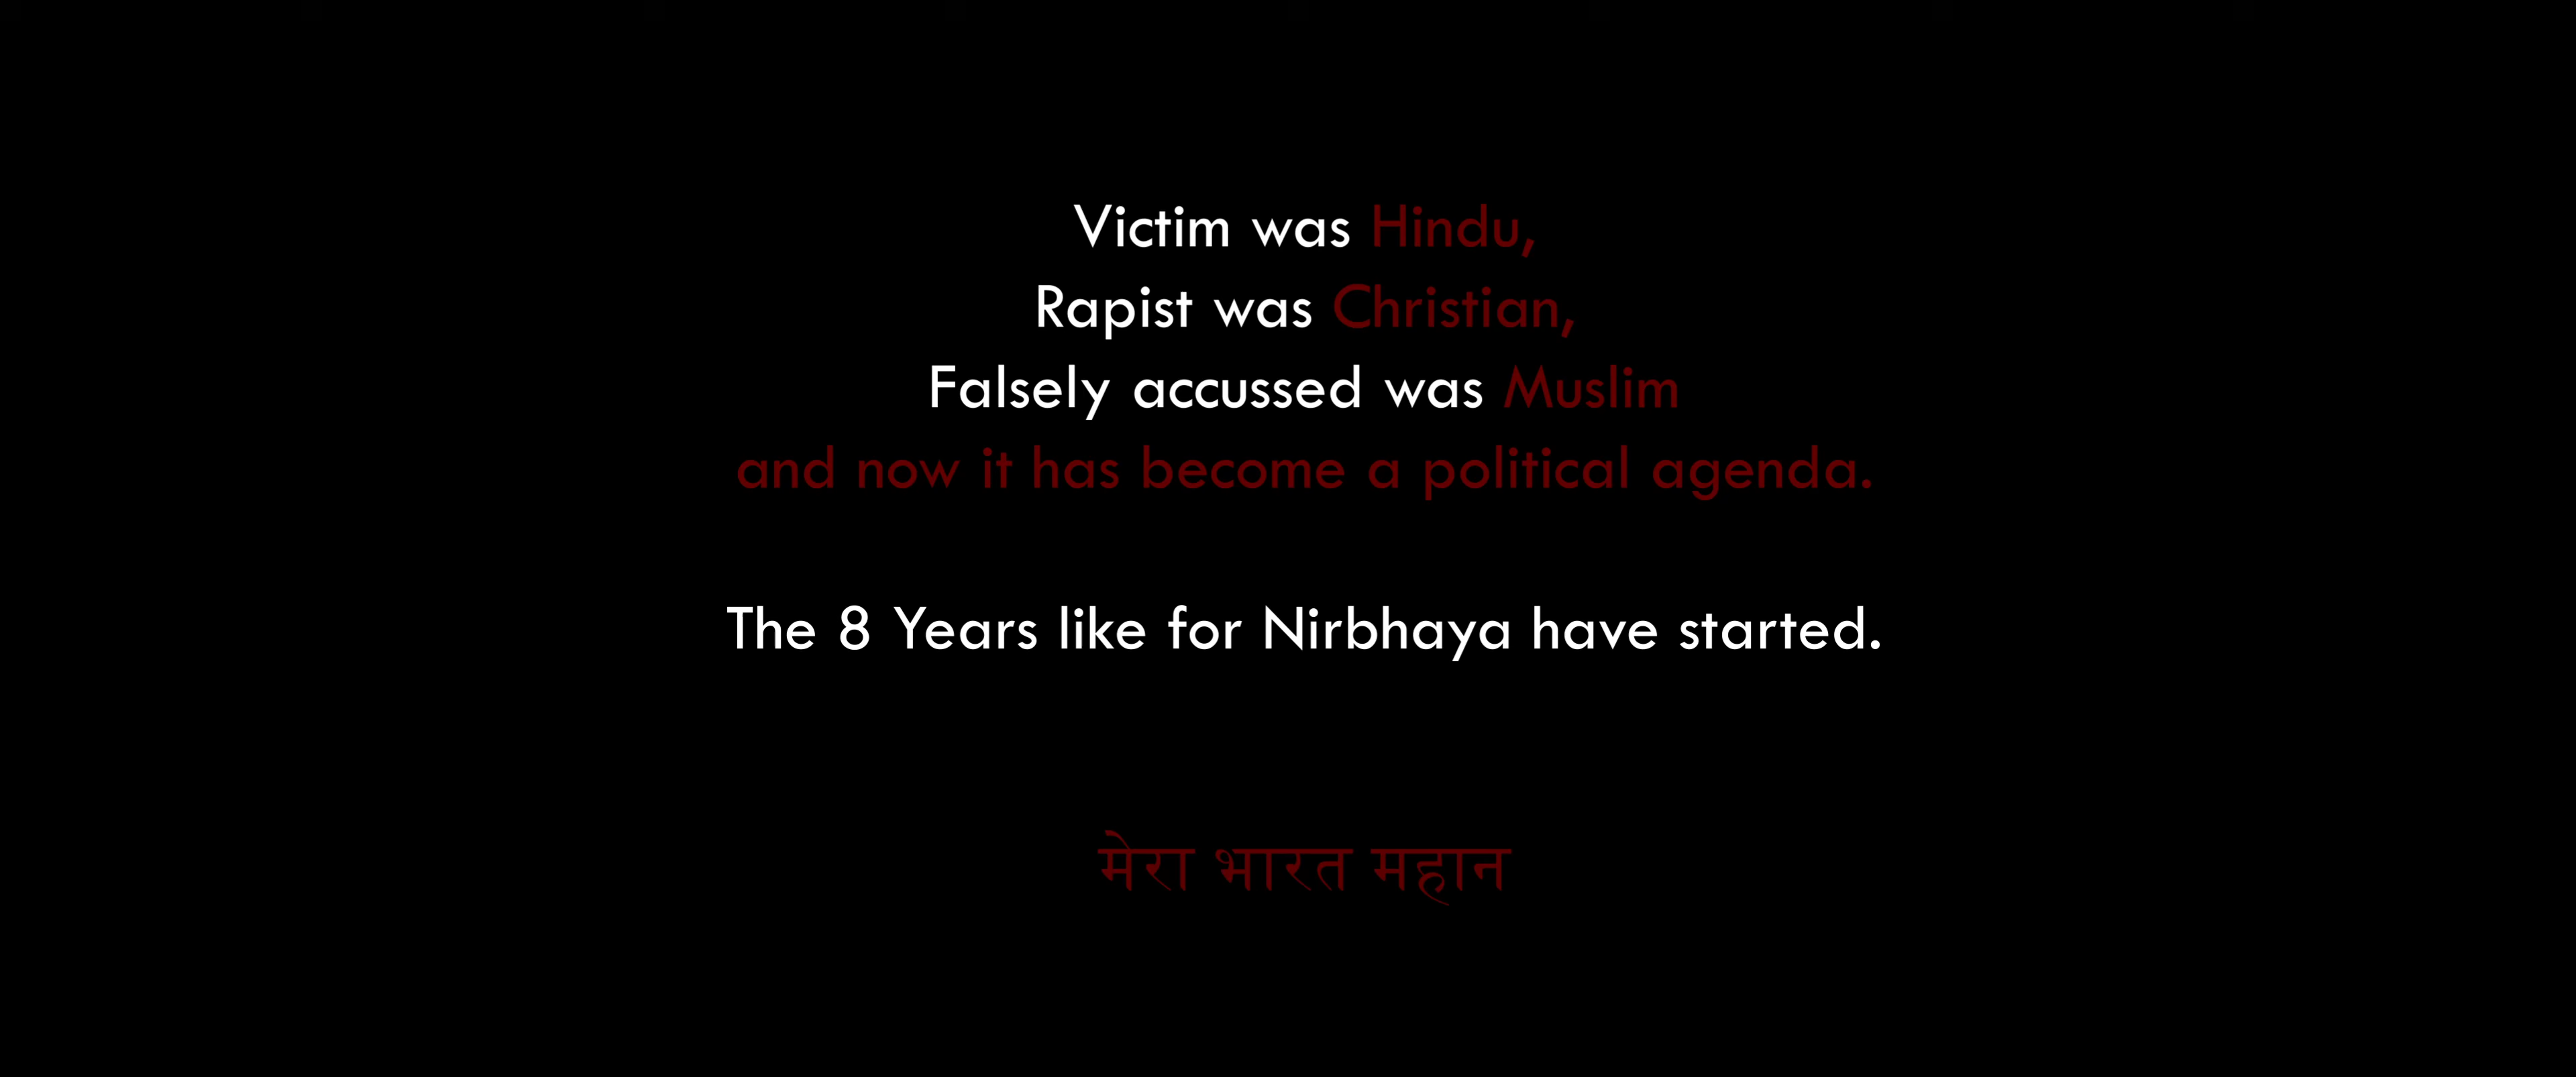 Victim was Hindu,
Rapist was Christian,
Falsely accussed was Muslim
and now it has become a political agenda.
The 8 Years like for Nirbhaya have started.
मेरा भारत महान